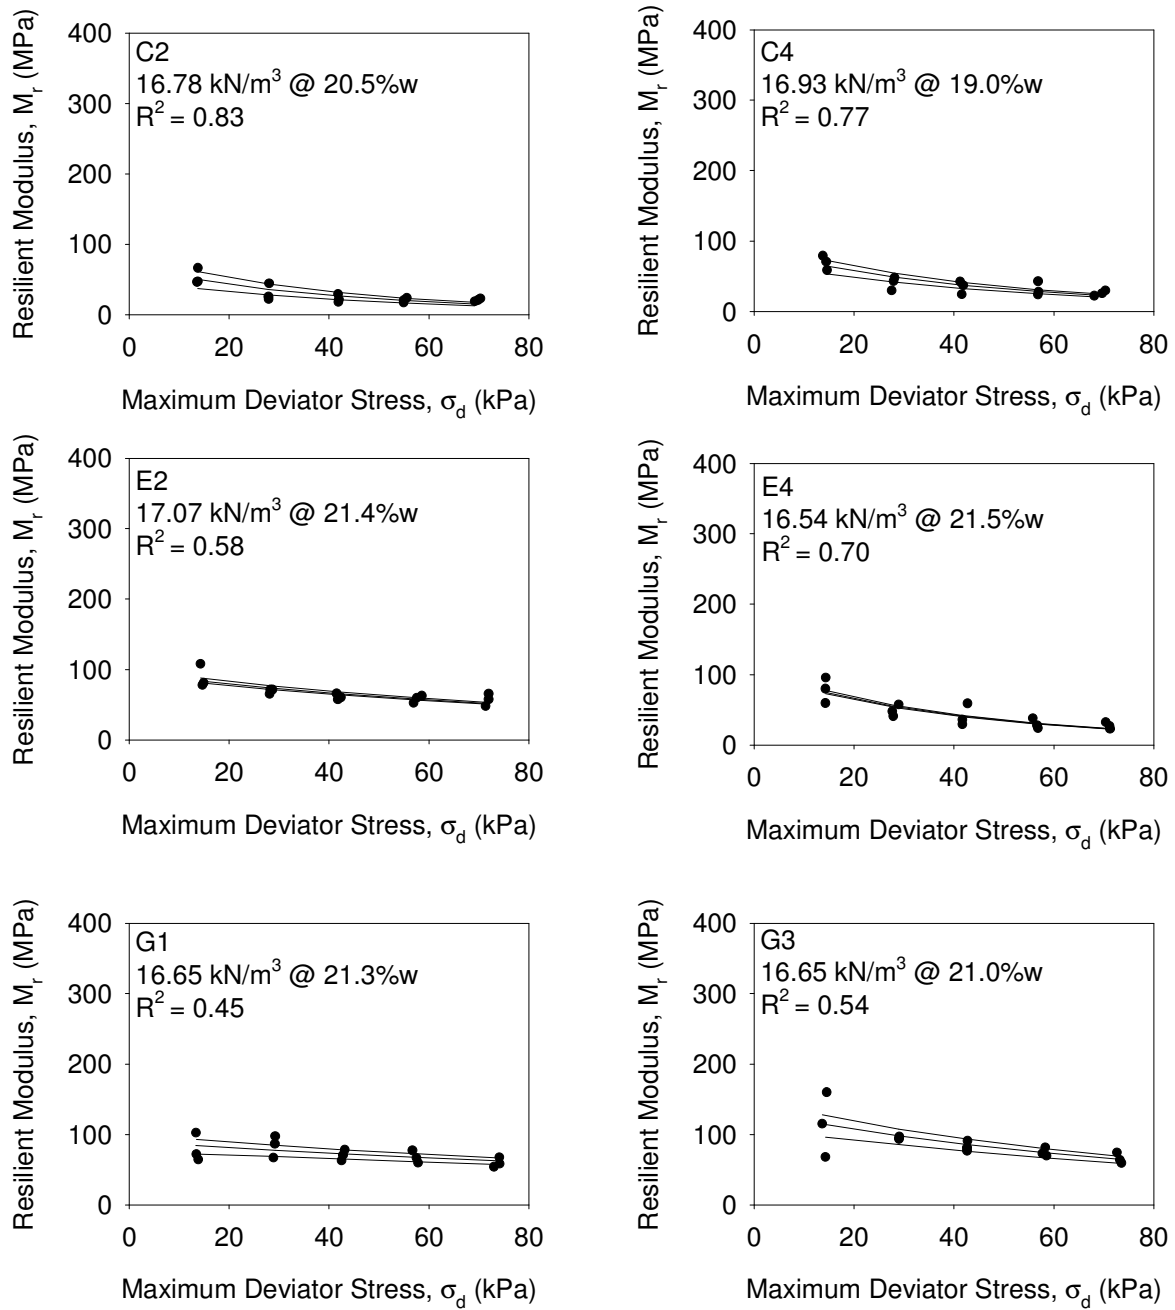 Resilient Modulus, Mr (MPa)
400
300
200
100
0
C2
16.78 kN/m³ @ 20.5%w
R² = 0.83
0 20 40 60 80
Maximum Deviator Stress, σd (kPa)
Resilient Modulus, Mr (MPa)
400
300
200
100
0
C4
16.93 kN/m³ @ 19.0%w
R² = 0.77
0 20 40 60 80
Maximum Deviator Stress, σd (kPa)
Resilient Modulus, Mr (MPa)
400
300
200
100
0
E2
17.07 kN/m³ @ 21.4%w
R² = 0.58
0 20 40 60 80
Maximum Deviator Stress, σd (kPa)
Resilient Modulus, Mr (MPa)
400
300
200
100
0
E4
16.54 kN/m³ @ 21.5%w
R² = 0.70
0 20 40 60 80
Maximum Deviator Stress, σd (kPa)
Resilient Modulus, Mr (MPa)
400
300
200
100
0
G1
16.65 kN/m³ @ 21.3%w
R² = 0.45
0 20 40 60 80
Maximum Deviator Stress, σd (kPa)
Resilient Modulus, Mr (MPa)
400
300
200
100
0
G3
16.65 kN/m³ @ 21.0%w
R² = 0.54
0 20 40 60 80
Maximum Deviator Stress, σd (kPa)